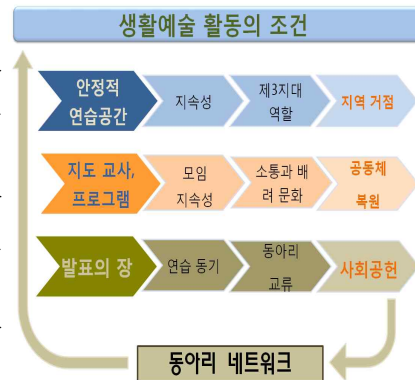 생활예술 활동의 조건
안정적
연습공간
지속성
제3지대
역할
지역 거점
지도 교사,
프로그램
모임
지속성
소통과 배
려 문화
공동체
복원
발표의 장
연습 동기
동아리
교류
사회공헌
동아리 네트워크